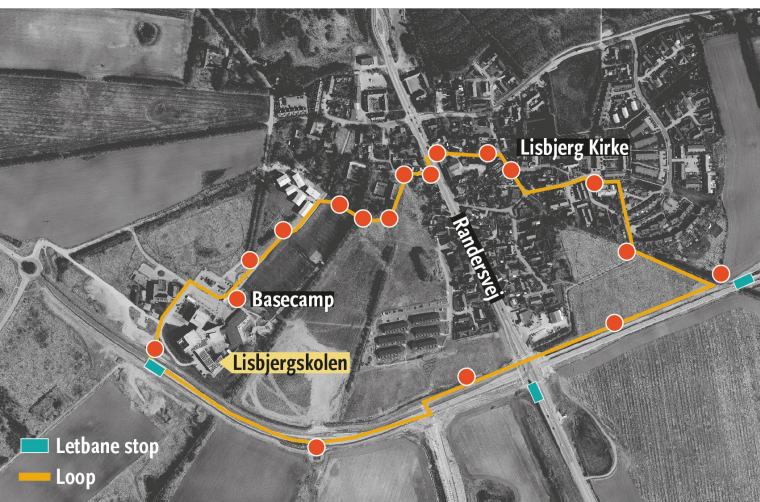 Lisbjerg Kirke
Randersvej
Basecamp
Lisbjergskolen
Letbane stop
Loop